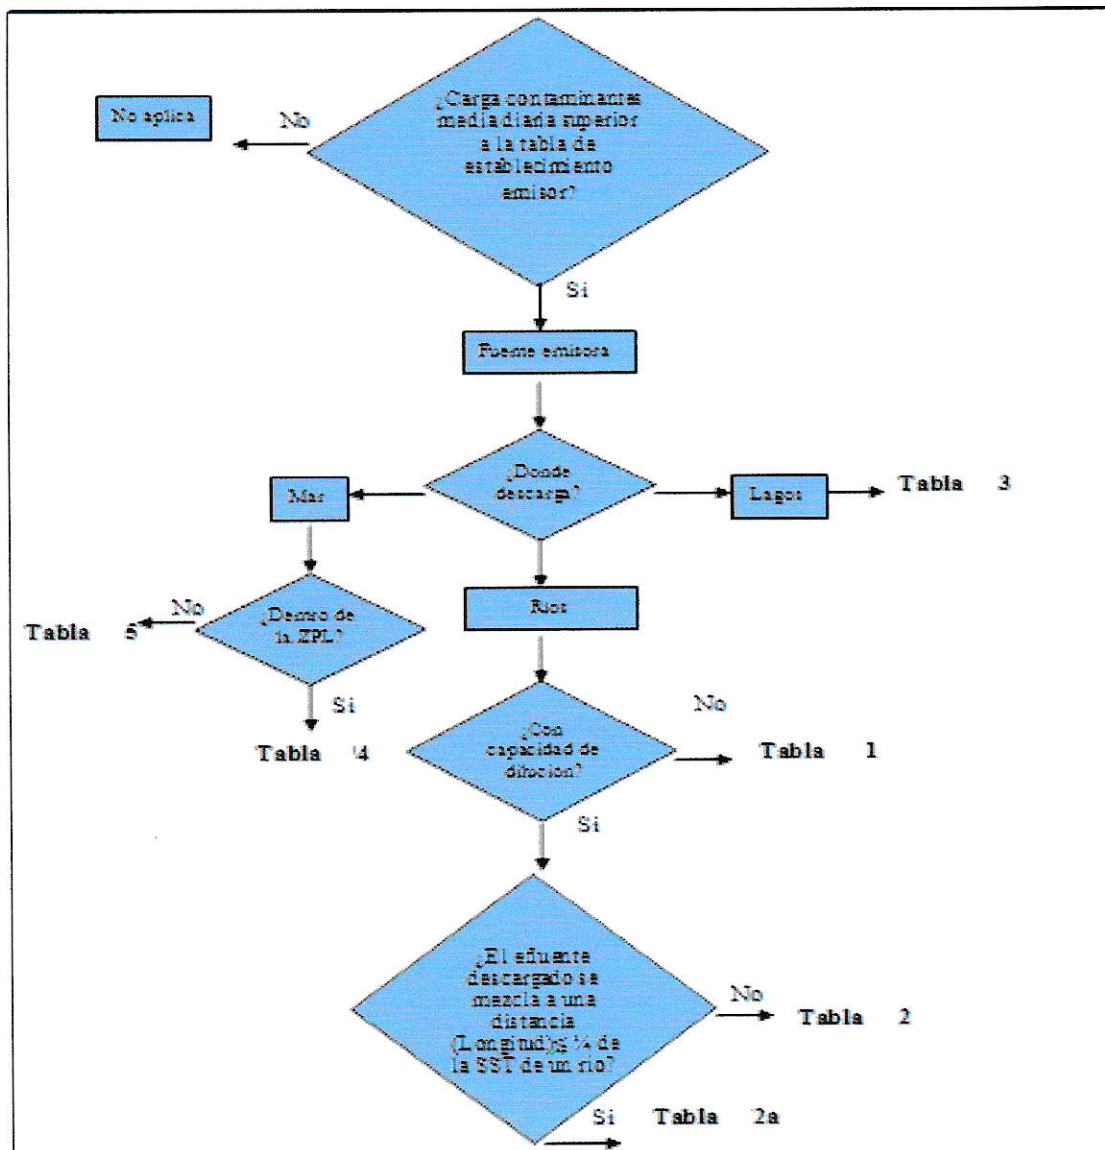 ¿Carga contaminantes
media diaria superior
a la tabla de
establecimiento
emisor?
No aplica
No
Si
Fuente emisora
¿Donde
descarga?
Mar
Lagos
Tabla 3
Rios
¿Dentro de
la ZPL?
No
Tabla 5
Si
Tabla 4
¿Con
capacidad de
dilucion?
No
Tabla 1
Si
¿El efluente
descargado se
mezcla a una
distancia
(Longitud)≤ ¼ de
la SST de un rio?
No
Tabla 2
Si Tabla 2a